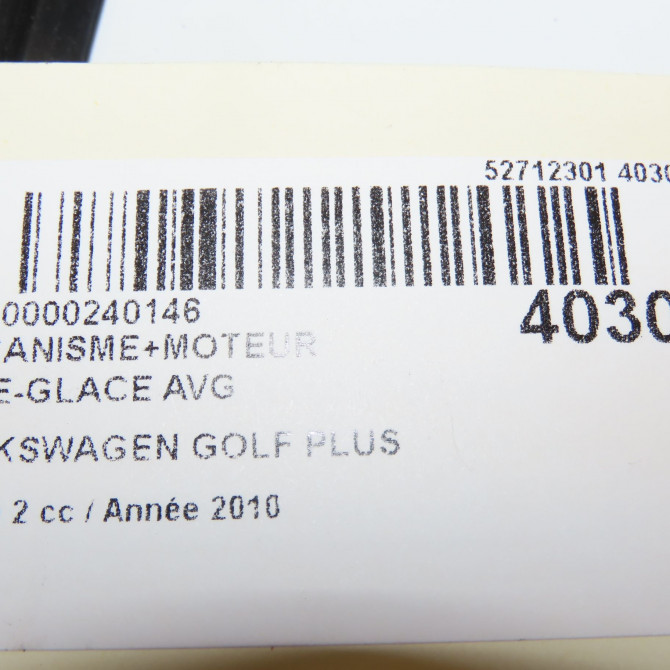 52712301 4030
0000240146
4030
ANISME+MOTEUR
E-GLACE AVG
KSWAGEN GOLF PLUS
2 cc / Année 2010